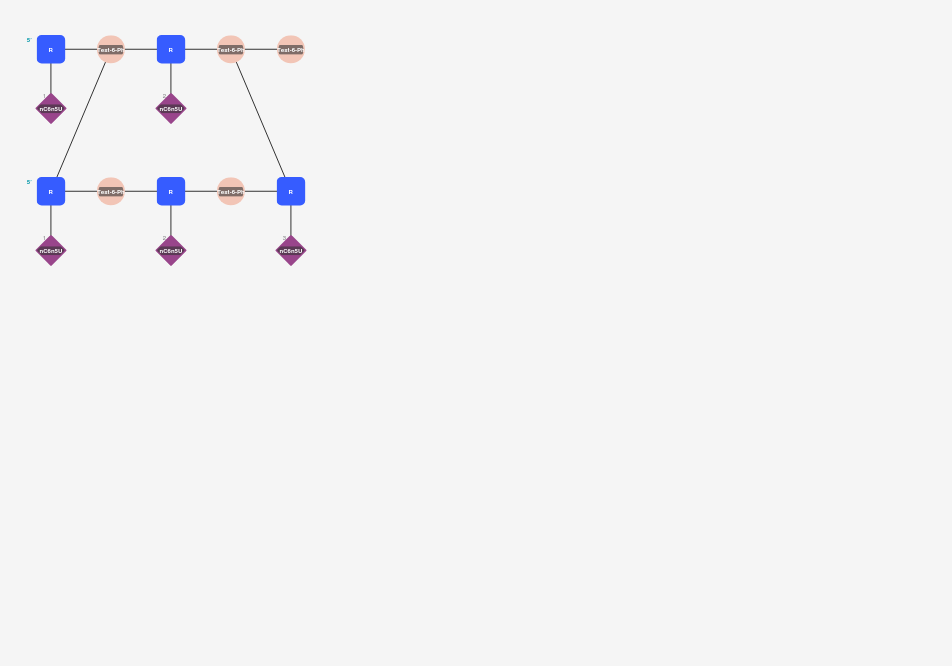 5'
R Test-6-Ph R Test-6-Ph Test-6-Ph
1 2
nC6n5U nC6n5U
5'
R Test-6-Ph R Test-6-Ph R
1 2 3
nC6n5U nC6n5U nC6n5U